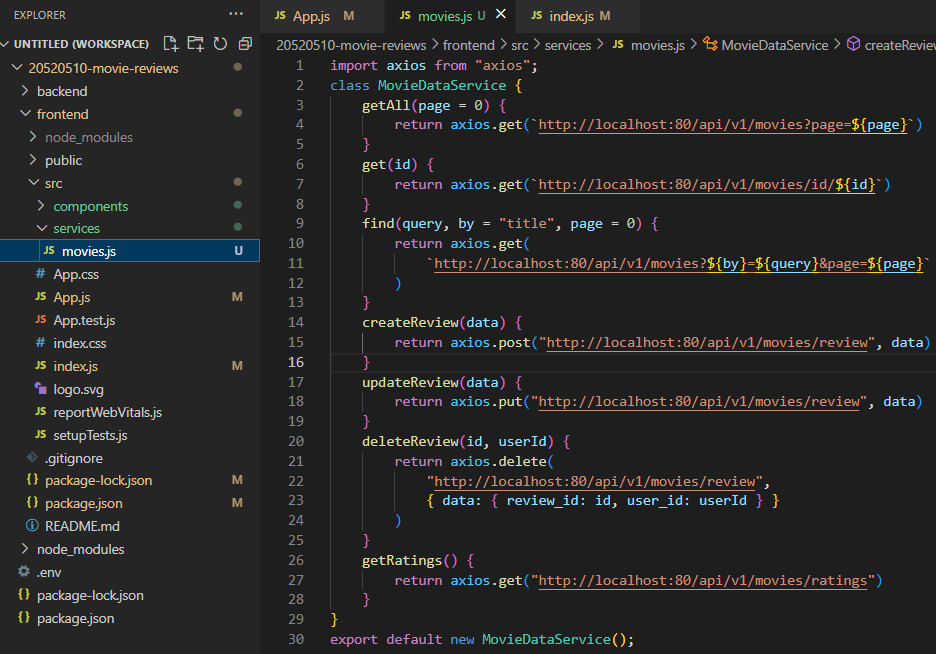 EXPLORER
UNTITLED (WORKSPACE)
20520510-movie-reviews
backend
frontend
node_modules
public
src
components
services
JS movies.js U
# App.css
JS App.js M
JS App.test.js
# index.css
JS index.js M
logo.svg
JS reportWebVitals.js
JS setupTests.js
.gitignore
{} package-lock.json M
{} package.json M
README.md
node_modules
.env
{} package-lock.json
{} package.json
JS App.js M
JS movies.js U
JS index.js M
20520510-movie-reviews > frontend > src > services > JS movies.js > MovieDataService > createReview
1 import axios from "axios";
2 class MovieDataService {
3 getAll(page = 0) {
4 return axios.get(`http://localhost:80/api/v1/movies?page=${page}`)
5 }
6 get(id) {
7 return axios.get(`http://localhost:80/api/v1/movies/id/${id}`)
8 }
9 find(query, by = "title", page = 0) {
10 return axios.get(
11 `http://localhost:80/api/v1/movies?${by}=${query}&page=${page}`
12 )
13 }
14 createReview(data) {
15 return axios.post("http://localhost:80/api/v1/movies/review", data)
16 }
17 updateReview(data) {
18 return axios.put("http://localhost:80/api/v1/movies/review", data)
19 }
20 deleteReview(id, userId) {
21 return axios.delete(
22 "http://localhost:80/api/v1/movies/review",
23 { data: { review_id: id, user_id: userId } }
24 )
25 }
26 getRatings() {
27 return axios.get("http://localhost:80/api/v1/movies/ratings")
28 }
29 }
30 export default new MovieDataService();